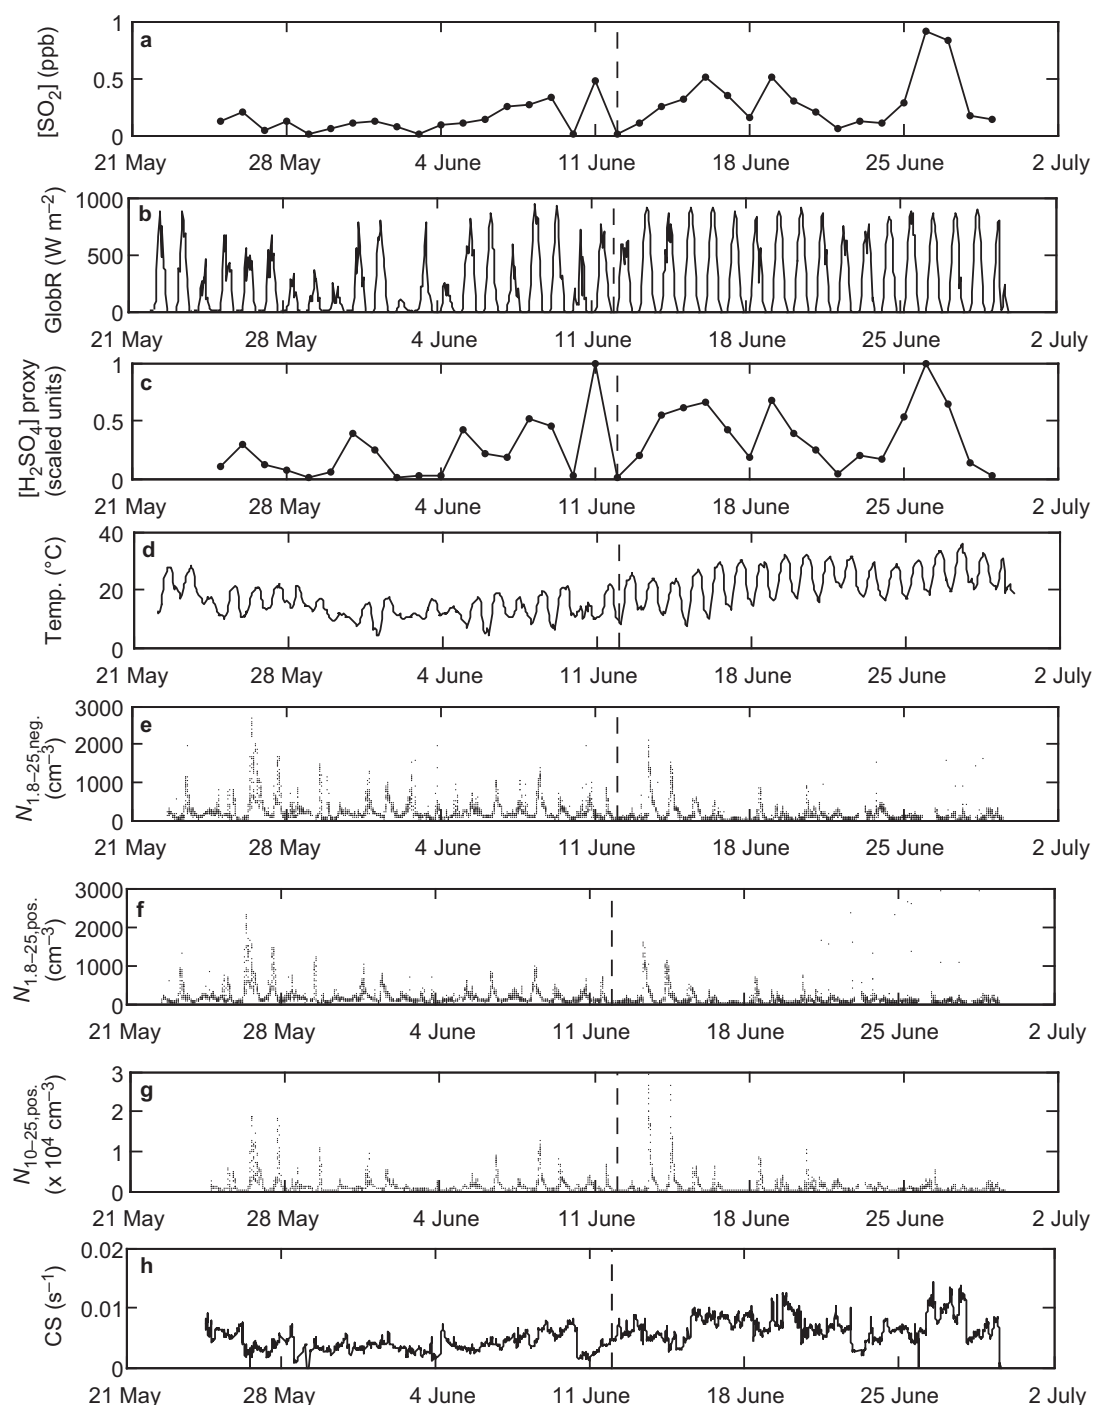 a
[SO2] (ppb)
1
0.5
0
21 May 28 May 4 June 11 June 18 June 25 June 2 July
b
GlobR (W m–2)
1000
500
0
21 May 28 May 4 June 11 June 18 June 25 June 2 July
c
[H2SO4] proxy
(scaled units)
1
0.5
0
21 May 28 May 4 June 11 June 18 June 25 June 2 July
d
Temp. (°C)
40
20
0
21 May 28 May 4 June 11 June 18 June 25 June 2 July
e
N1.8–25,neg.
(cm–3)
3000
2000
1000
0
21 May 28 May 4 June 11 June 18 June 25 June 2 July
f
N1.8–25,pos.
(cm–3)
3000
2000
1000
0
21 May 28 May 4 June 11 June 18 June 25 June 2 July
g
N10–25,pos.
(x 104 cm–3)
3
2
1
0
21 May 28 May 4 June 11 June 18 June 25 June 2 July
h
CS (s–1)
0.02
0.01
0
21 May 28 May 4 June 11 June 18 June 25 June 2 July